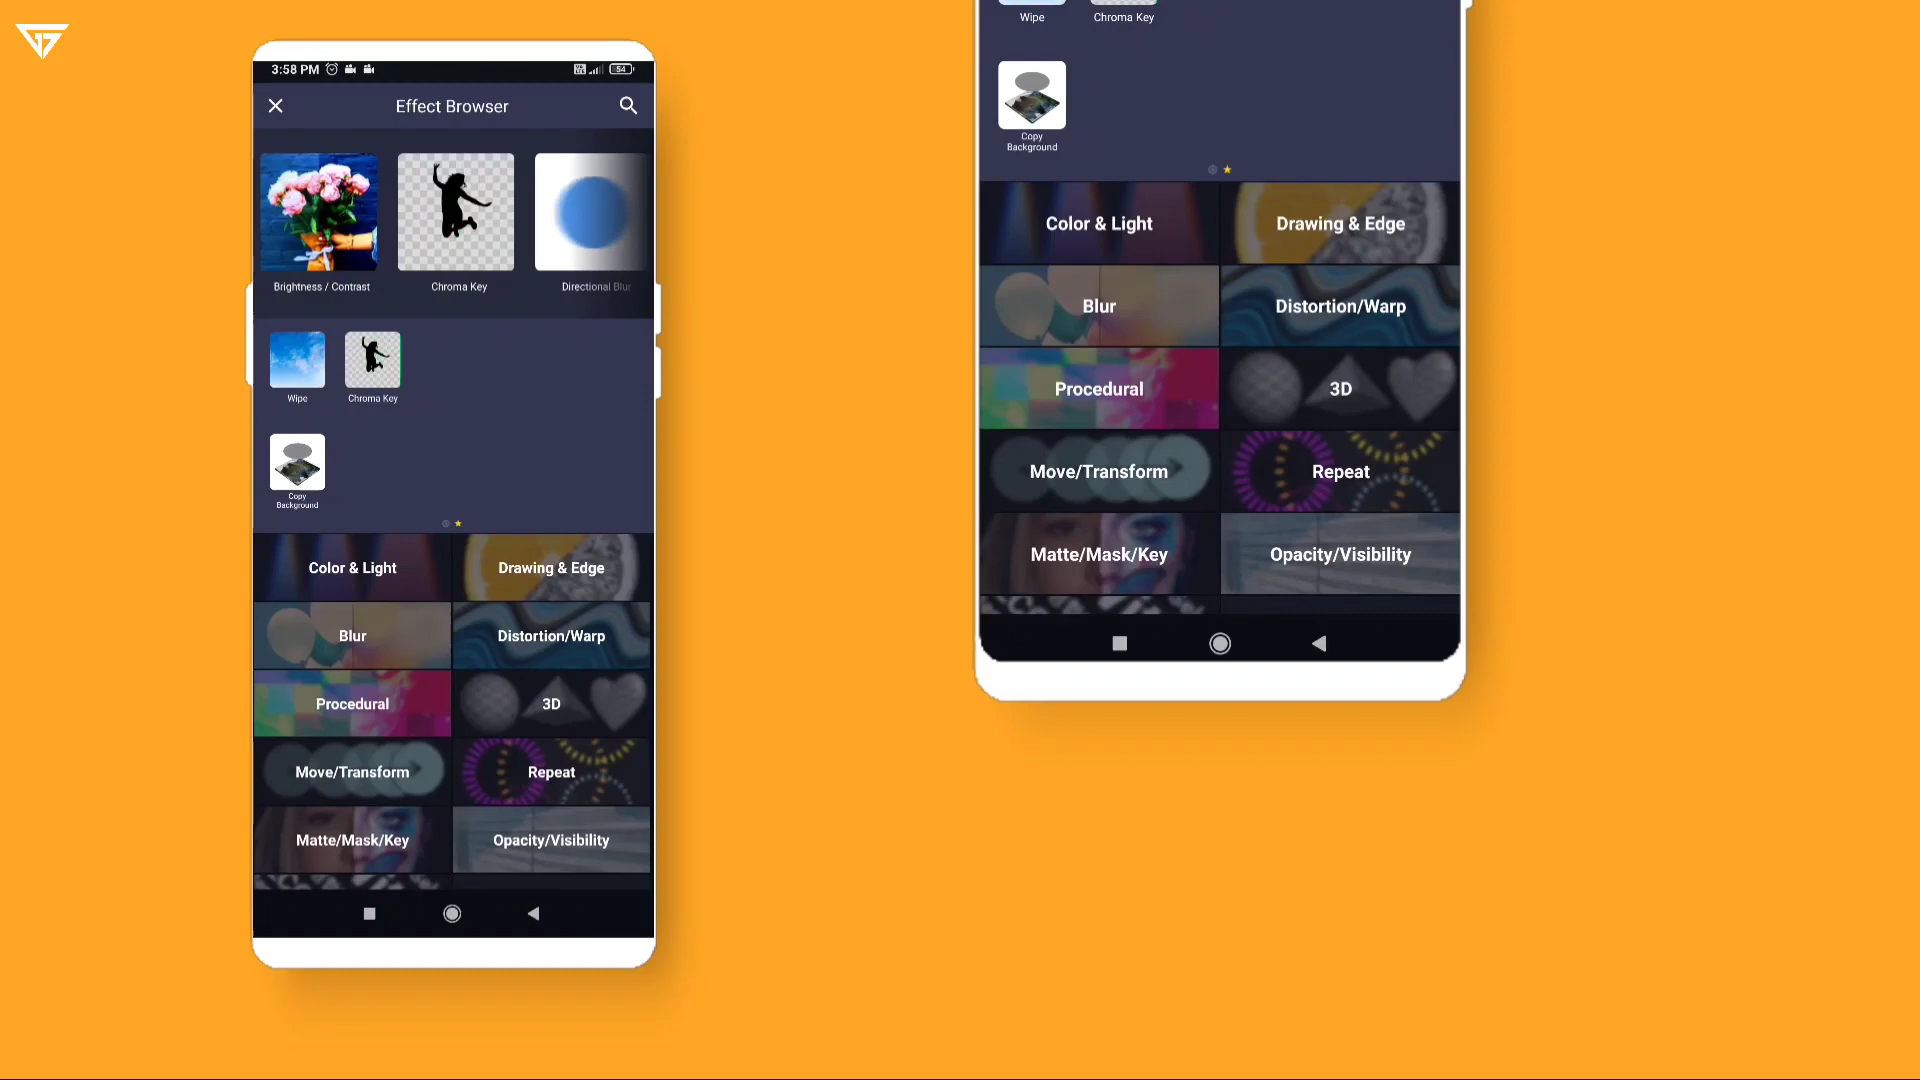 3:58 PM
54
Effect Browser
Brightness / Contrast
Chroma Key
Directional Blur
Wipe
Chroma Key
Copy
Background
Color & Light
Drawing & Edge
Blur
Distortion/Warp
Procedural
3D
Move/Transform
Repeat
Matte/Mask/Key
Opacity/Visibility
Wipe
Chroma Key
Copy
Background
Color & Light
Drawing & Edge
Blur
Distortion/Warp
Procedural
3D
Move/Transform
Repeat
Matte/Mask/Key
Opacity/Visibility